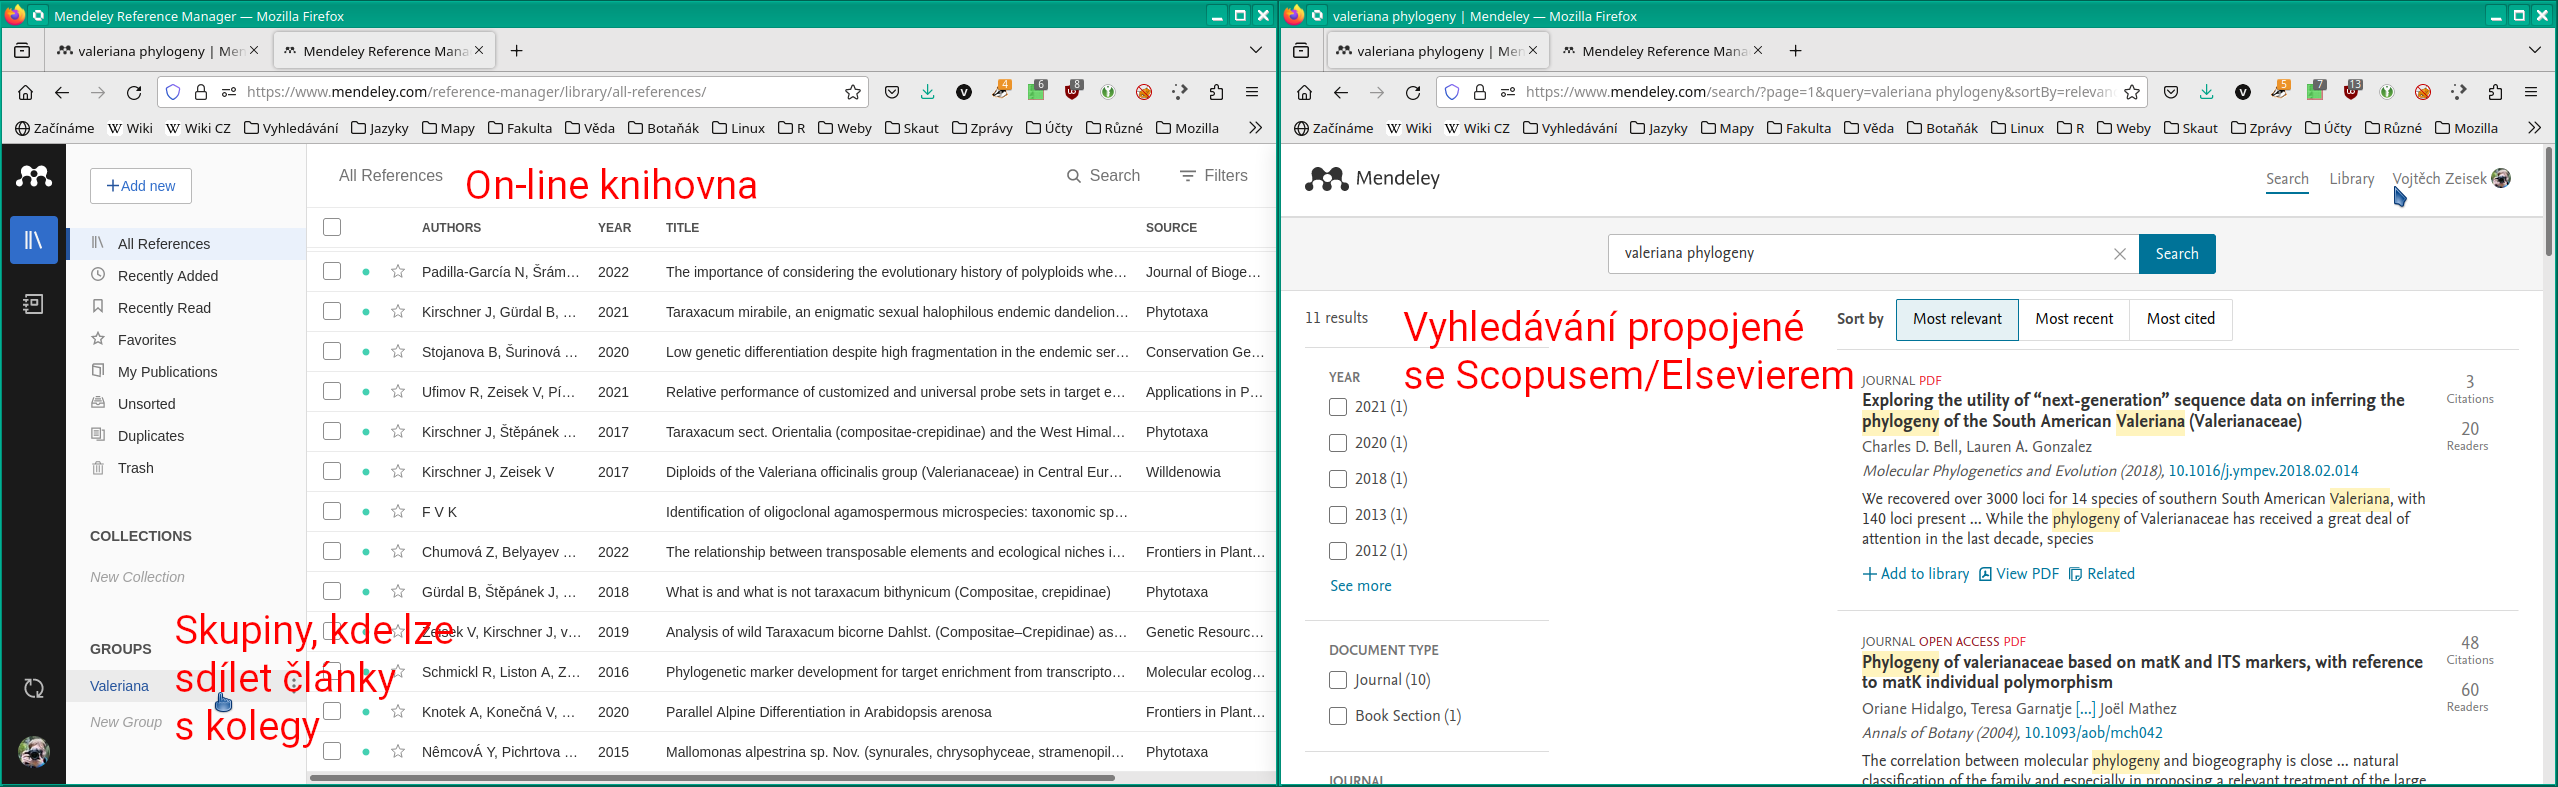 Mendeley Reference Manager — Mozilla Firefox
valeriana phylogeny | Men
Mendeley Reference Mana
https://www.mendeley.com/reference-manager/library/all-references/
4 6 8
Začínáme Wiki Wiki CZ Vyhledávání Jazyky Mapy Fakulta Věda Botaňák Linux R Weby Skaut Zprávy Účty Různé Mozilla
+Add new
All References
Recently Added
Recently Read
Favorites
My Publications
Unsorted
Duplicates
Trash
COLLECTIONS
New Collection
GROUPS
Valeriana
New Group
Skupiny, kde lze
sdílet články
s kolegy
All References
On-line knihovna
Search
Filters
AUTHORS YEAR TITLE SOURCE
Padilla-García N, Šrám… 2022 The importance of considering the evolutionary history of polyploids whe… Journal of Bioge…
Kirschner J, Gürdal B, … 2021 Taraxacum mirabile, an enigmatic sexual halophilous endemic dandelion… Phytotaxa
Stojanova B, Šurinová … 2020 Low genetic differentiation despite high fragmentation in the endemic ser… Conservation Ge…
Ufimov R, Zeisek V, Pí… 2021 Relative performance of customized and universal probe sets in target e… Applications in P…
Kirschner J, Štěpánek … 2017 Taraxacum sect. Orientalia (compositae-crepidinae) and the West Himal… Phytotaxa
Kirschner J, Zeisek V 2017 Diploids of the Valeriana officinalis group (Valerianaceae) in Central Eur… Willdenowia
F V K Identification of oligoclonal agamospermous microspecies: taxonomic sp…
Chumová Z, Belyayev … 2022 The relationship between transposable elements and ecological niches i… Frontiers in Plant…
Gürdal B, Štěpánek J, … 2018 What is and what is not taraxacum bithynicum (Compositae, crepidinae) Phytotaxa
Zeisek V, Kirschner J, v… 2019 Analysis of wild Taraxacum bicorne Dahlst. (Compositae–Crepidinae) as… Genetic Resourc…
Schmickl R, Liston A, Z… 2016 Phylogenetic marker development for target enrichment from transcripto… Molecular ecolog…
Knotek A, Konečná V, … 2020 Parallel Alpine Differentiation in Arabidopsis arenosa Frontiers in Plant…
NĕmcovÁ Y, Pichrtova … 2015 Mallomonas alpestrina sp. Nov. (synurales, chrysophyceae, stramenopil… Phytotaxa
valeriana phylogeny | Mendeley — Mozilla Firefox
valeriana phylogeny | Men
Mendeley Reference Mana
https://www.mendeley.com/search/?page=1&query=valeriana phylogeny&sortBy=relevan
5 7 13
Začínáme Wiki Wiki CZ Vyhledávání Jazyky Mapy Fakulta Věda Botaňák Linux R Weby Skaut Zprávy Účty Různé Mozilla
Mendeley
Search Library Vojtěch Zeisek
valeriana phylogeny
Search
11 results
Vyhledávání propojené
se Scopusem/Elsevierem
YEAR
2021 (1)
2020 (1)
2018 (1)
2013 (1)
2012 (1)
See more
DOCUMENT TYPE
Journal (10)
Book Section (1)
JOURNAL
Sort by Most relevant Most recent Most cited
JOURNAL PDF
Exploring the utility of “next-generation” sequence data on inferring the
phylogeny of the South American Valeriana (Valerianaceae)
Charles D. Bell, Lauren A. Gonzalez
Molecular Phylogenetics and Evolution (2018), 10.1016/j.ympev.2018.02.014
We recovered over 3000 loci for 14 species of southern South American Valeriana, with
140 loci present ... While the phylogeny of Valerianaceae has received a great deal of
attention in the last decade, species
Add to library View PDF Related
3
Citations
20
Readers
JOURNAL OPEN ACCESS PDF
Phylogeny of valerianaceae based on matK and ITS markers, with reference
to matK individual polymorphism
Oriane Hidalgo, Teresa Garnatje [...] Joël Mathez
Annals of Botany (2004), 10.1093/aob/mch042
The correlation between molecular phylogeny and biogeography is close ... natural
classification of the family and especially in proposing a relevant treatment of the large
48
Citations
60
Readers